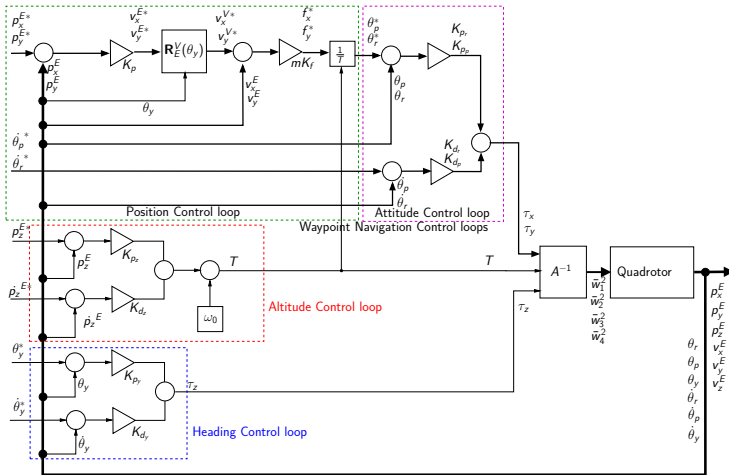 p_x^{E*}
p_y^{E*}
p_x^E
p_y^E
K_p
v_x^{E*}
v_y^{E*}
R_E^V(θ_y)
θ_y
v_x^{V*}
v_y^{V*}
v_x^E
v_y^E
f_x^*
f_y^*
mK_f
1/T
θ_p^*
θ_r^*
θ_p
θ_r
K_{p_r}
K_{p_p}
θ̇_p^*
θ̇_r^*
θ̇_p
θ̇_r
K_{d_r}
K_{d_p}
Position Control loop
Attitude Control loop
Waypoint Navigation Control loops
τ_x
τ_y
p_z^{E*}
p_z^E
K_{p_z}
ṗ_z^{E*}
ṗ_z^E
K_{d_z}
T
ω_0
Altitude Control loop
T
τ_z
A^{-1}
w̄_1^2
w̄_2^2
w̄_3^2
w̄_4^2
Quadrotor
p_x^E
p_y^E
p_z^E
v_x^E
v_y^E
v_z^E
θ_r
θ_p
θ_y
θ̇_r
θ̇_p
θ̇_y
θ_y^*
θ_y
K_{p_y}
τ_z
θ̇_y^*
θ̇_y
K_{d_y}
Heading Control loop